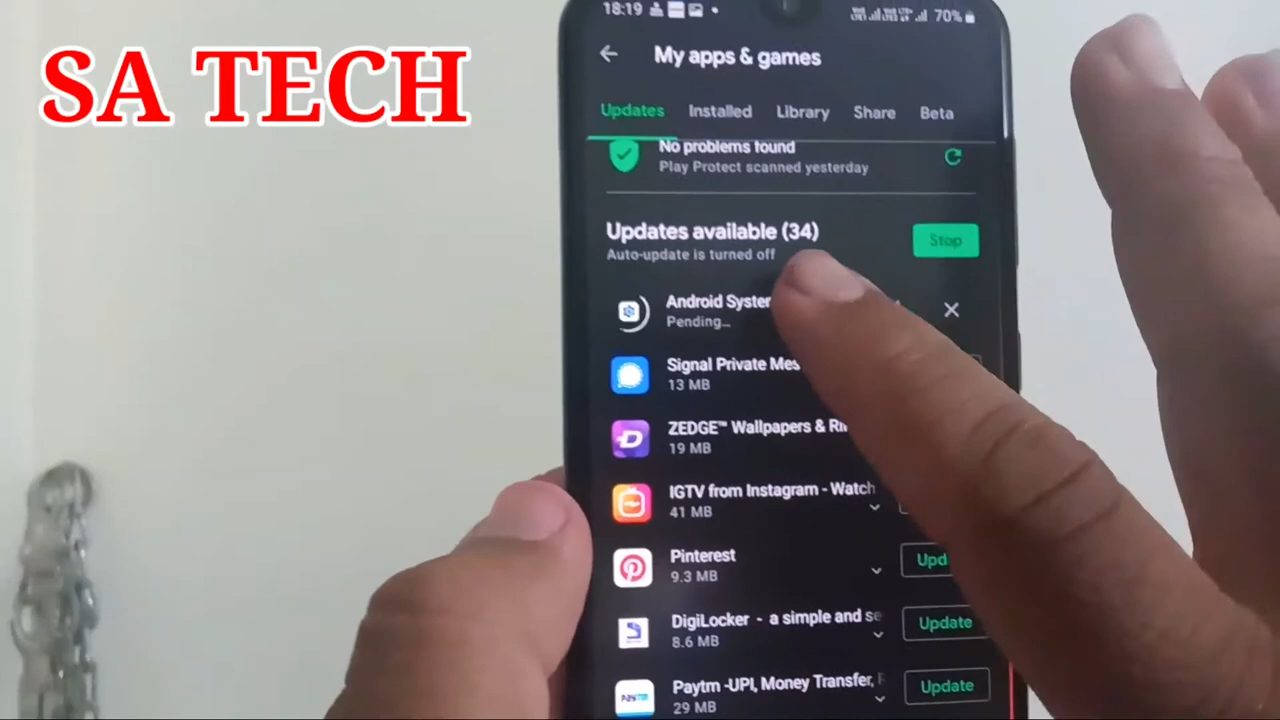 SA TECH
18:19
70%
My apps & games
Updates Installed Library Share Beta
No problems found
Play Protect scanned yesterday
Updates available (34)
Auto-update is turned off
Stop
Android Syster
Pending...
Signal Private Mes
13 MB
ZEDGE™ Wallpapers & Ri
19 MB
IGTV from Instagram - Watch
41 MB
Pinterest
9.3 MB
Upd
DigiLocker - a simple and se
8.6 MB
Update
Paytm -UPI, Money Transfer,
29 MB
Update